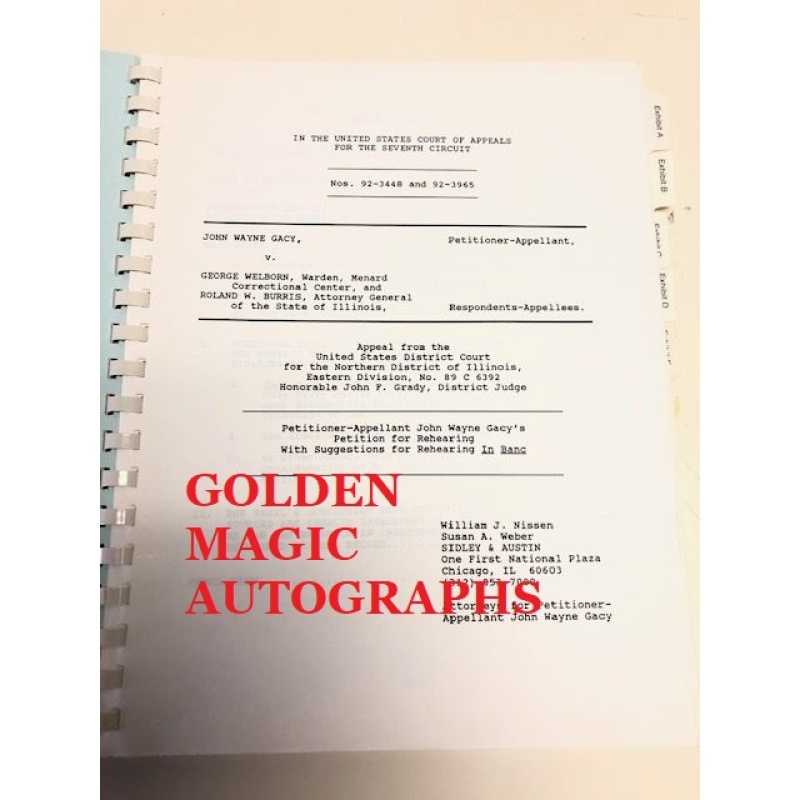 IN THE UNITED STATES COURT OF APPEALS
FOR THE SEVENTH CIRCUIT
Nos. 92-3448 and 92-3965
JOHN WAYNE GACY,
Petitioner-Appellant,
v.
GEORGE WELBORN, Warden, Menard
Correctional Center, and
ROLAND W. BURRIS, Attorney General
of the State of Illinois,
Respondents-Appellees.
Appeal from the
United States District Court
for the Northern District of Illinois,
Eastern Division, No. 89 C 6392
Honorable John F. Grady, District Judge
Petitioner-Appellant John Wayne Gacy's
Petition for Rehearing
With Suggestions for Rehearing In Banc
William J. Nissen
Susan A. Weber
SIDLEY & AUSTIN
One First National Plaza
Chicago, IL 60603
(312) 853-7000
Attorneys for Petitioner-
Appellant John Wayne Gacy
GOLDEN
MAGIC
AUTOGRAPHS
Exhibit A
Exhibit B
Exhibit C
Exhibit D